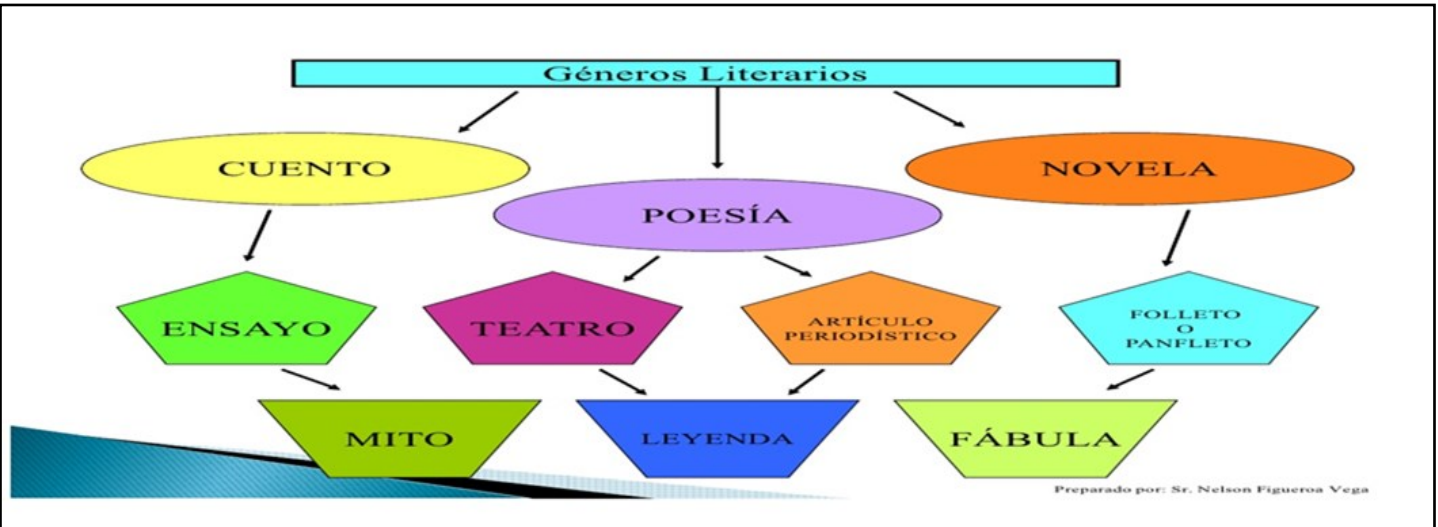 Géneros Literarios
CUENTO
NOVELA
POESÍA
ENSAYO
TEATRO
ARTÍCULO
PERIODÍSTICO
FOLLETO
O
PANFLETO
MITO
LEYENDA
FÁBULA
Preparado por: Sr. Nelson Figueroa Vega